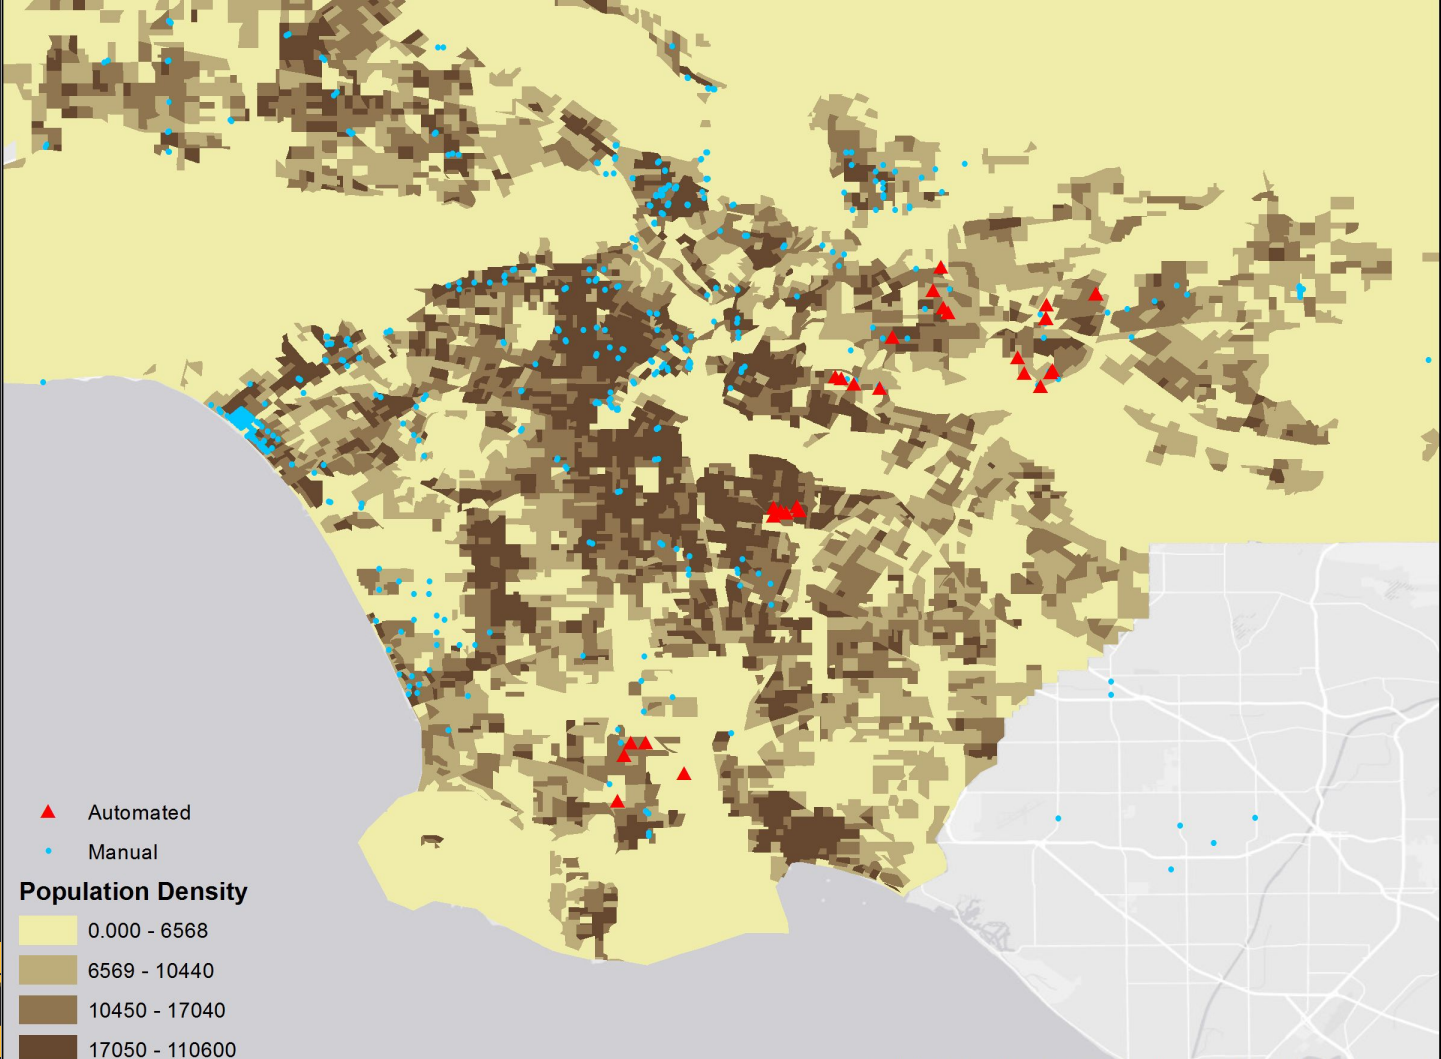 Automated
Manual
Population Density
0.000 - 6568
6569 - 10440
10450 - 17040
17050 - 110600